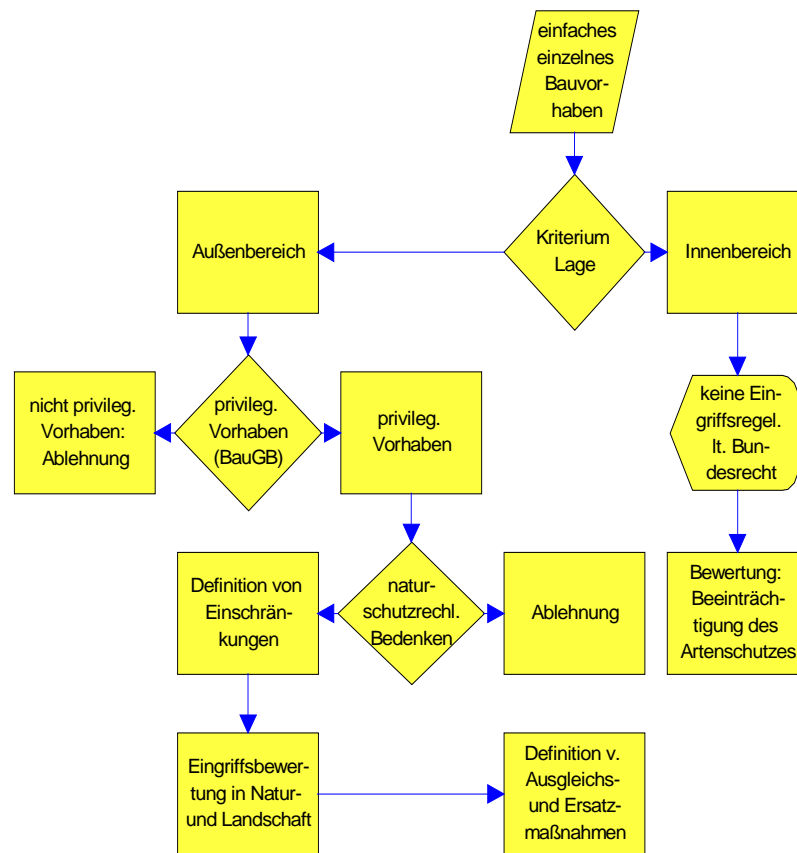 einfaches
einzelnes
Bauvor-
haben
Kriterium
Lage
Außenbereich
Innenbereich
nicht privileg.
Vorhaben:
Ablehnung
privileg.
Vorhaben
(BauGB)
privileg.
Vorhaben
keine Ein-
griffsregel.
lt. Bun-
desrecht
Definition von
Einschrän-
kungen
natur-
schutzrechl.
Bedenken
Ablehnung
Bewertung:
Beeinträch-
tigung des
Artenschutzes
Eingriffsbewer-
tung in Natur-
und Landschaft
Definition v.
Ausgleichs-
und Ersatz-
maßnahmen